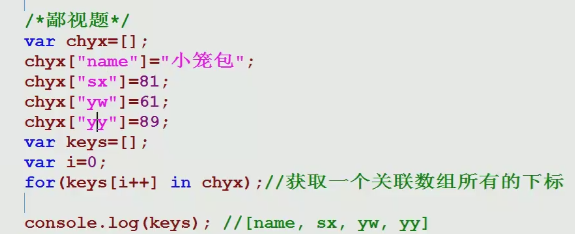 /*鄙视题*/
var chyx=[];
chyx["name"]="小笼包";
chyx["sx"]=81;
chyx["yw"]=61;
chyx["yy"]=89;
var keys=[];
var i=0;
for(keys[i++] in chyx);//获取一个关联数组所有的下标
console.log(keys); //[name, sx, yw, yy]